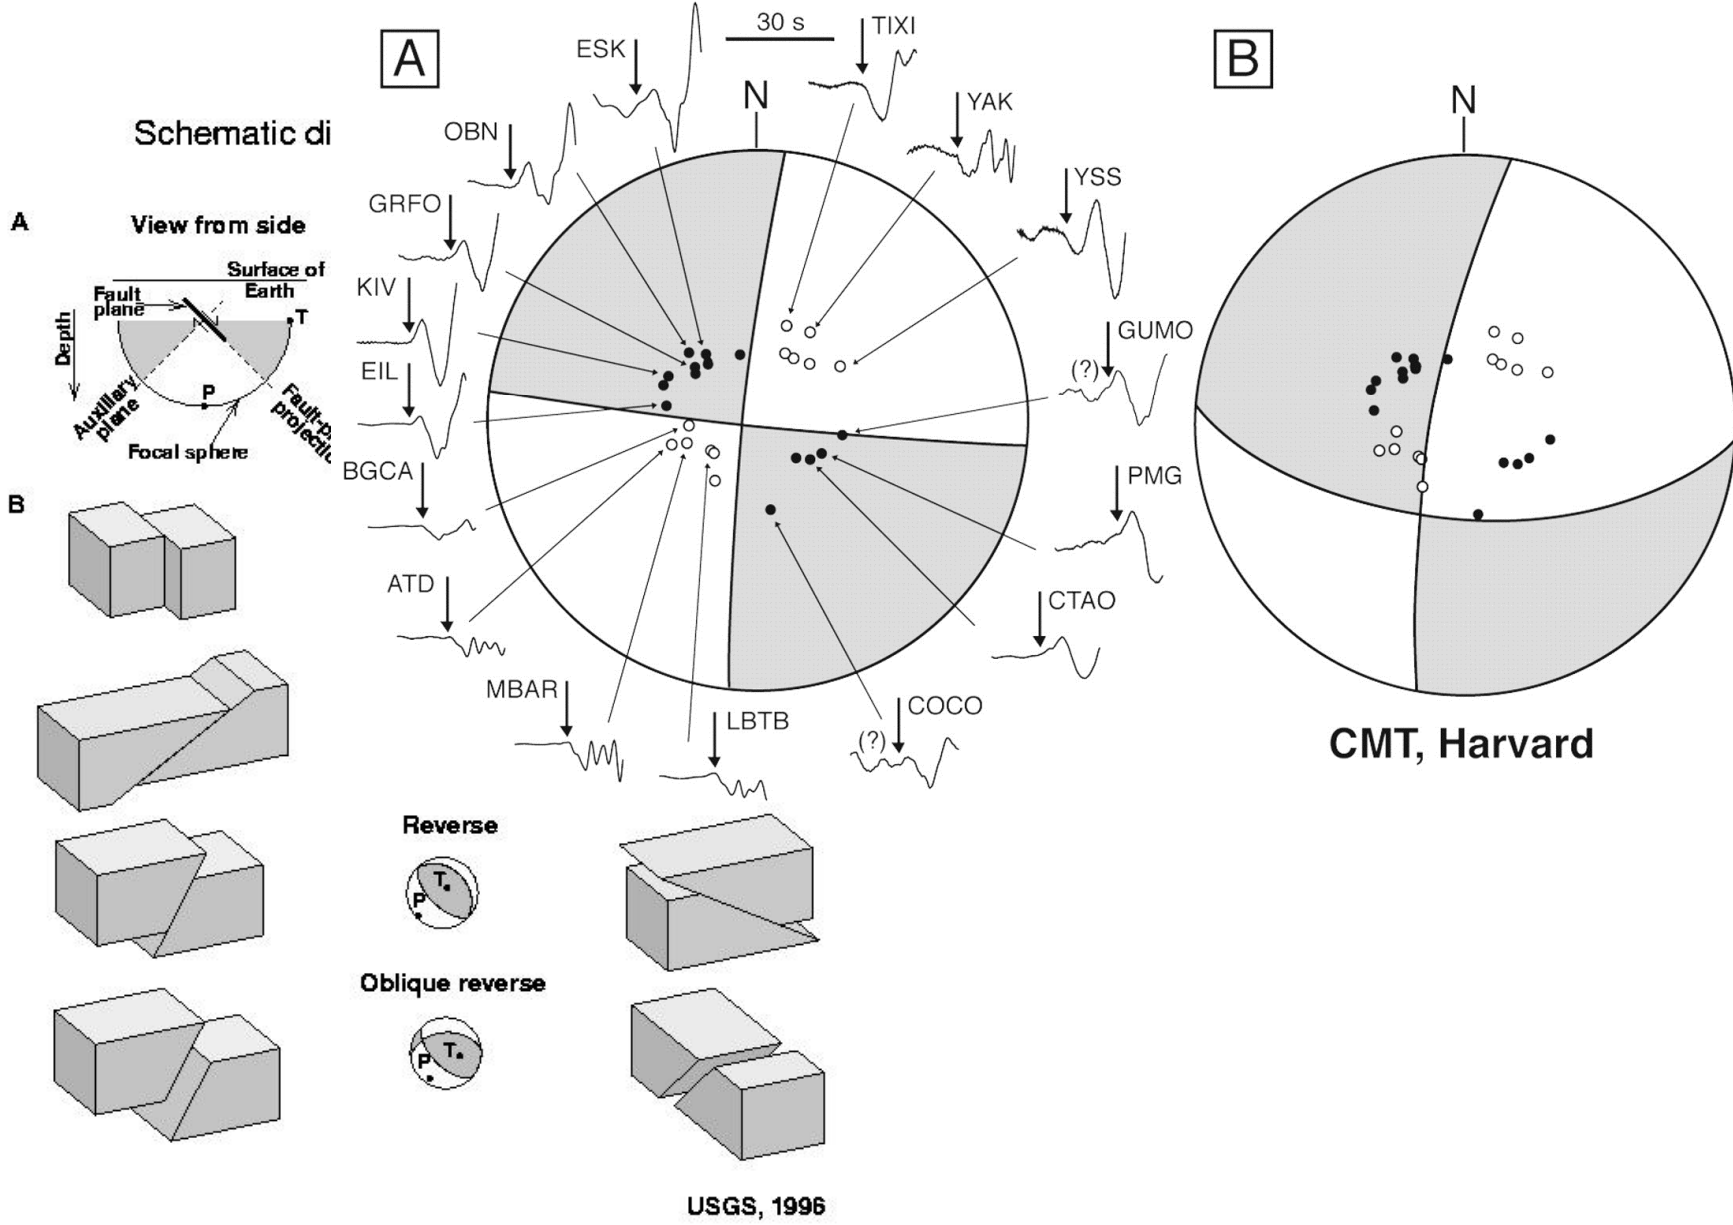 Schematic di
A
View from side
Surface of
Earth
Fault
plane
T
Depth
P
Auxiliary
plane
Focal sphere
B
A
30 s
N
ESK
TIXI
OBN
YAK
GRFO
YSS
KIV
GUMO
(?)
EIL
BGCA
PMG
ATD
CTAO
MBAR
LBTB
COCO
(?)
B
N
CMT, Harvard
Reverse
T
P
Oblique reverse
T
P
USGS, 1996